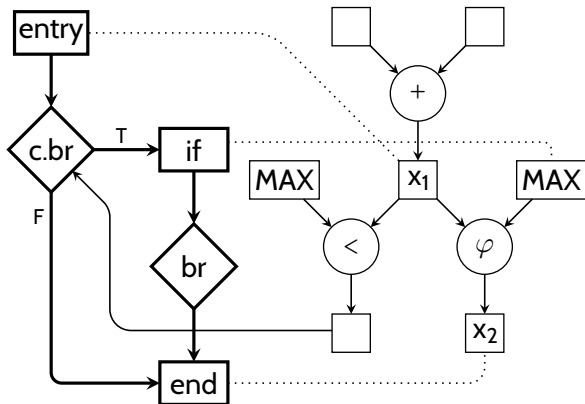 entry
+
c.br
T
if
MAX
x₁
MAX
F
br
<
φ
x₂
end